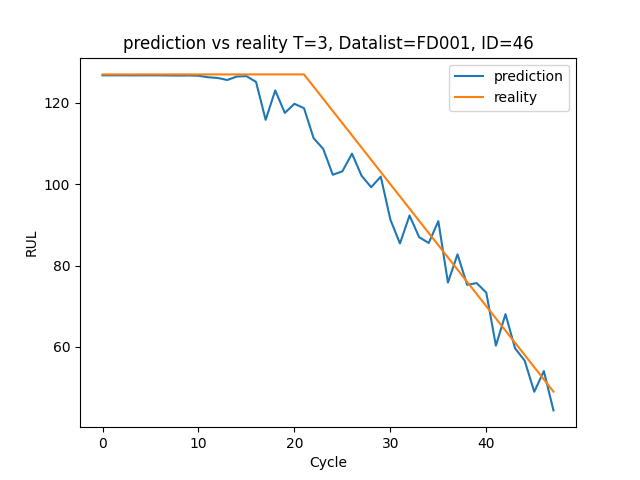 prediction vs reality T=3, Datalist=FD001, ID=46
prediction
reality
120
100
80
60
RUL
0 10 20 30 40
Cycle